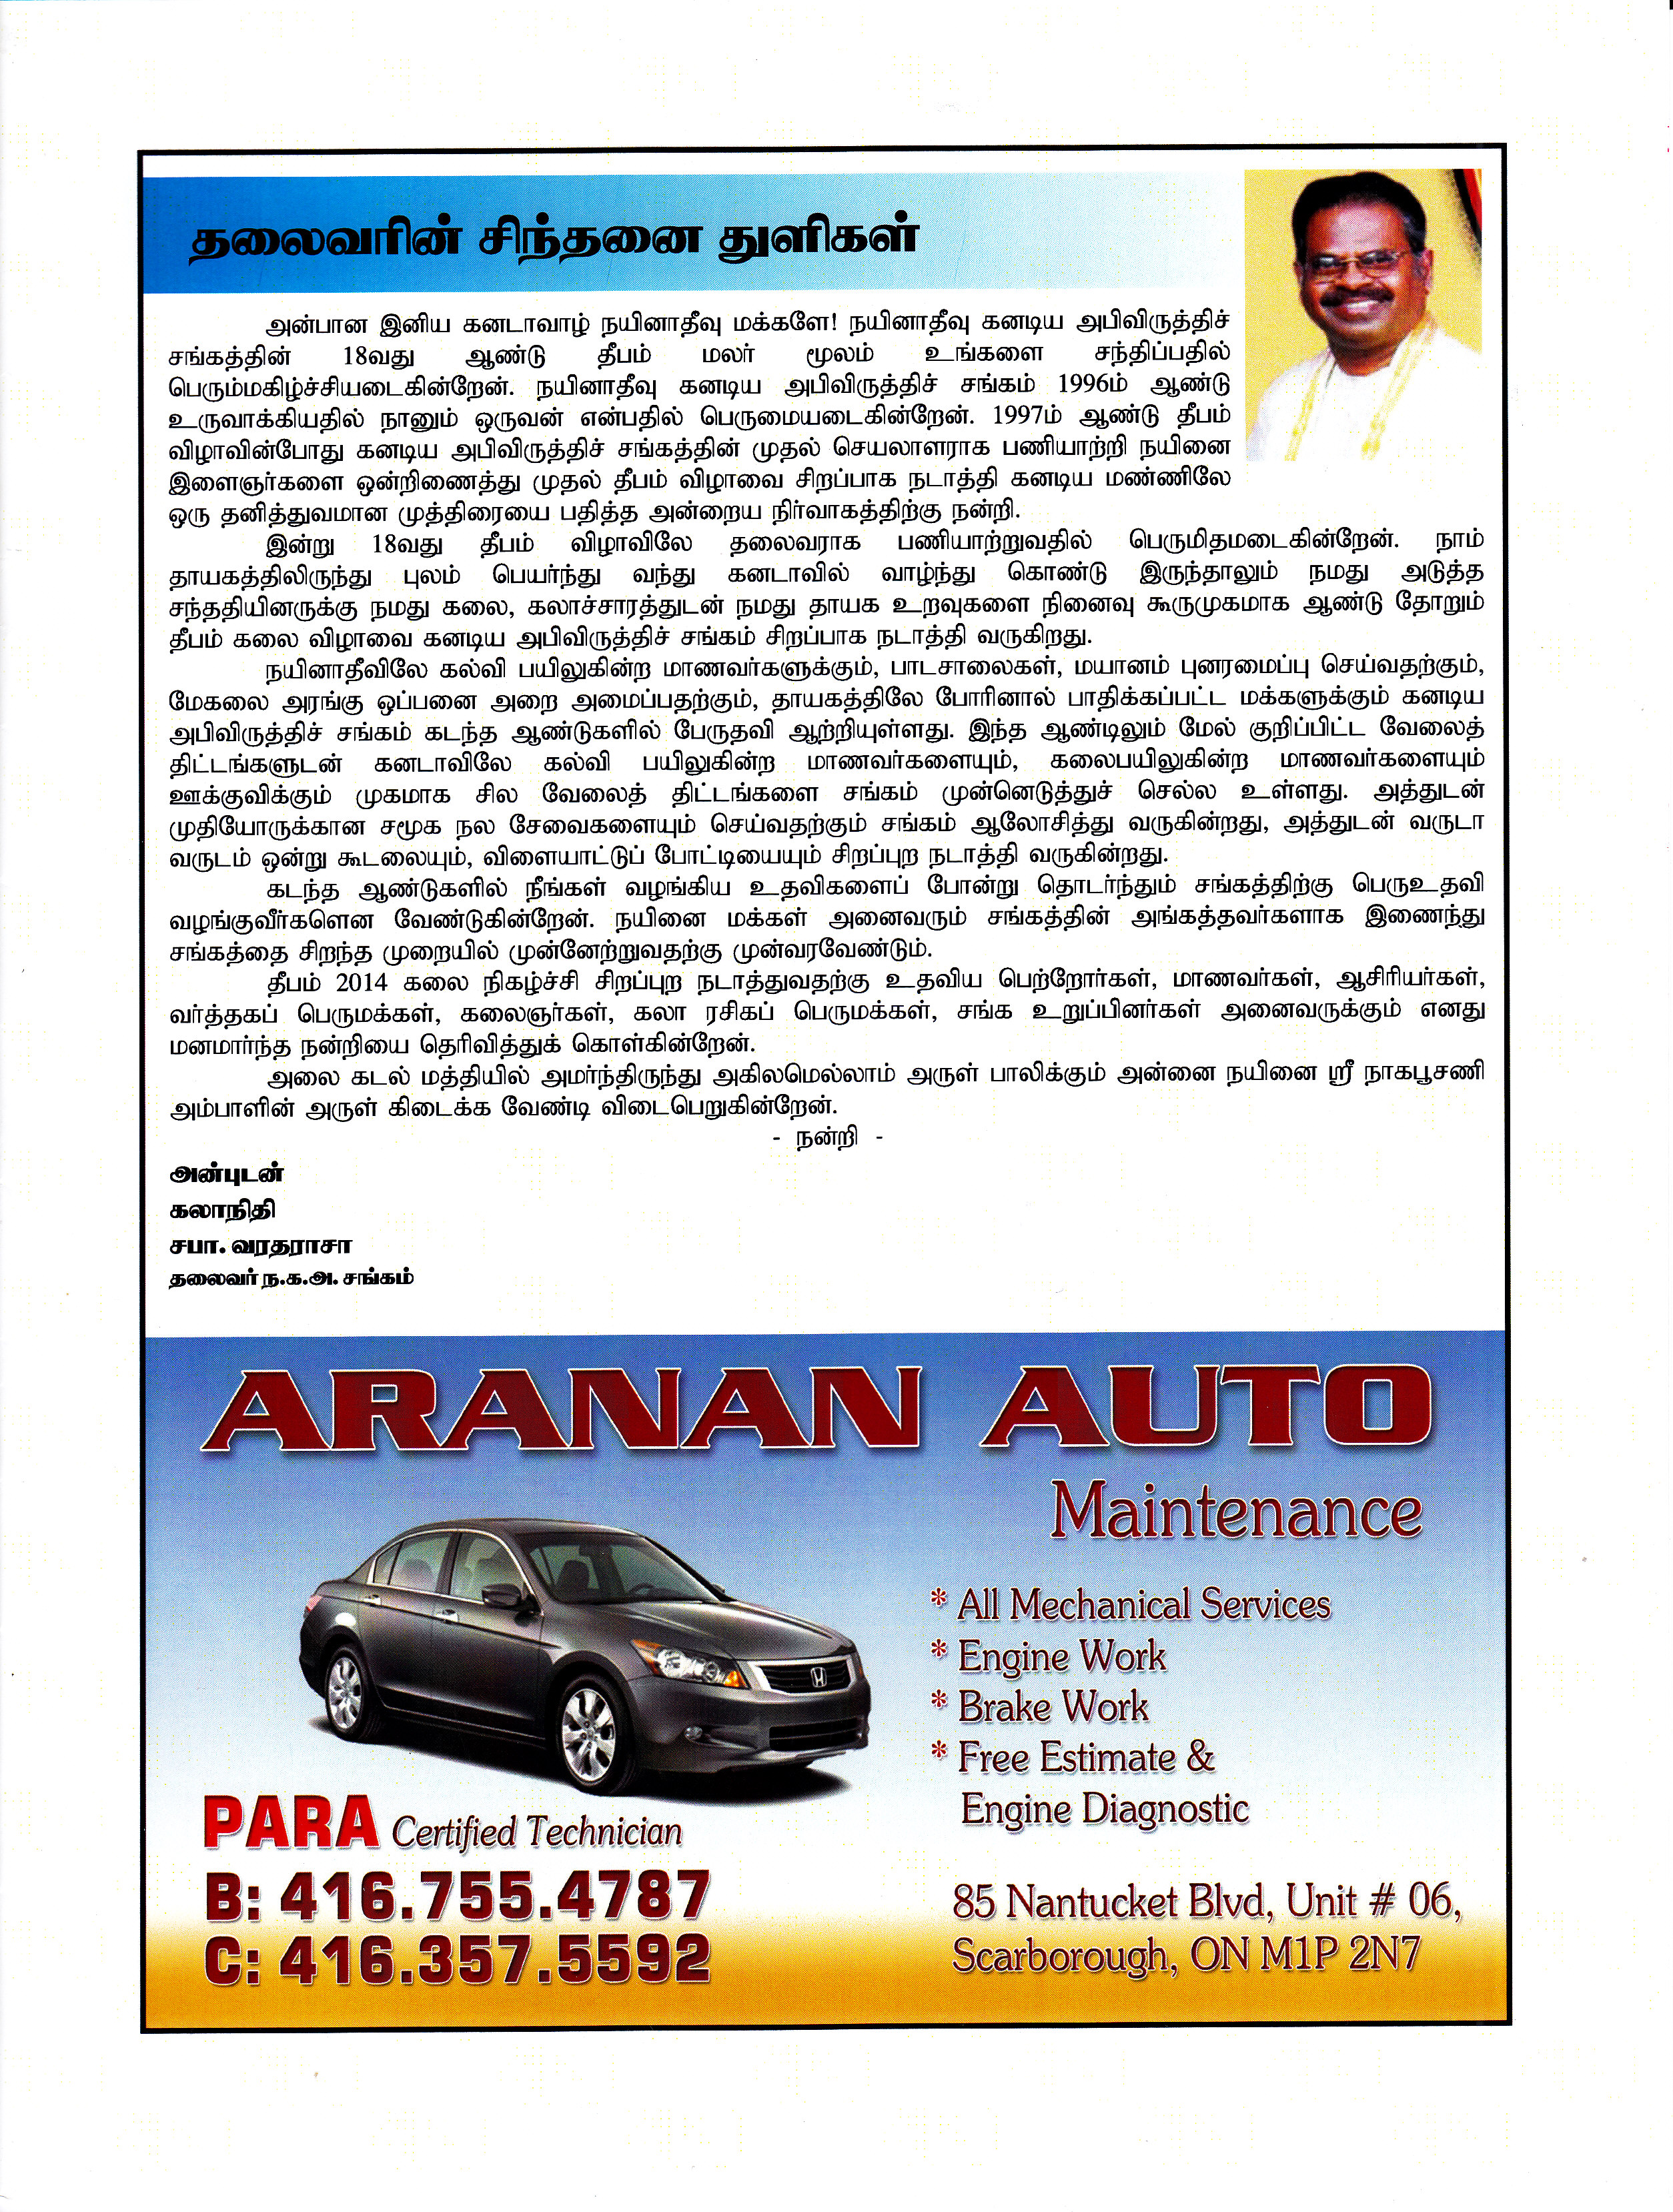 தலைவரின் சிந்தனை துளிகள்
அன்பான இனிய கனடாவாழ் நயினாதீவு மக்களே! நயினாதீவு கனடிய அபிவிருத்திச்
சங்கத்தின் 18வது ஆண்டு தீபம் மலர் மூலம் உங்களை சந்திப்பதில்
பெரும்மகிழ்ச்சியடைகின்றேன். நயினாதீவு கனடிய அபிவிருத்திச் சங்கம் 1996ம் ஆண்டு
உருவாக்கியதில் நானும் ஒருவன் என்பதில் பெருமையடைகின்றேன். 1997ம் ஆண்டு தீபம்
விழாவின்போது கனடிய அபிவிருத்திச் சங்கத்தின் முதல் செயலாளராக பணியாற்றி நயினை
இளைஞர்களை ஒன்றிணைத்து முதல் தீபம் விழாவை சிறப்பாக நடாத்தி கனடிய மண்ணிலே
ஒரு தனித்துவமான முத்திரையை பதித்த அன்றைய நிர்வாகத்திற்கு நன்றி.
இன்று 18வது தீபம் விழாவிலே தலைவராக பணியாற்றுவதில் பெருமிதமடைகின்றேன். நாம்
தாயகத்திலிருந்து புலம் பெயர்ந்து வந்து கனடாவில் வாழ்ந்து கொண்டு இருந்தாலும் நமது அடுத்த
சந்ததியினருக்கு நமது கலை, கலாச்சாரத்துடன் நமது தாயக உறவுகளை நினைவு கூருமுகமாக ஆண்டு தோறும்
தீபம் கலை விழாவை கனடிய அபிவிருத்திச் சங்கம் சிறப்பாக நடாத்தி வருகிறது.
நயினாதீவிலே கல்வி பயிலுகின்ற மாணவர்களுக்கும், பாடசாலைகள், மயானம் புனரமைப்பு செய்வதற்கும்,
மேகலை அரங்கு ஒப்பனை அறை அமைப்பதற்கும், தாயகத்திலே போரினால் பாதிக்கப்பட்ட மக்களுக்கும் கனடிய
அபிவிருத்திச் சங்கம் கடந்த ஆண்டுகளில் பேருதவி ஆற்றியுள்ளது. இந்த ஆண்டிலும் மேல் குறிப்பிட்ட வேலைத்
திட்டங்களுடன் கனடாவிலே கல்வி பயிலுகின்ற மாணவர்களையும், கலைபயிலுகின்ற மாணவர்களையும்
ஊக்குவிக்கும் முகமாக சில வேலைத் திட்டங்களை சங்கம் முன்னெடுத்துச் செல்ல உள்ளது. அத்துடன்
முதியோருக்கான சமூக நல சேவைகளையும் செய்வதற்கும் சங்கம் ஆலோசித்து வருகின்றது, அத்துடன் வருடா
வருடம் ஒன்று கூடலையும், விளையாட்டுப் போட்டியையும் சிறப்புற நடாத்தி வருகின்றது.
கடந்த ஆண்டுகளில் நீங்கள் வழங்கிய உதவிகளைப் போன்று தொடர்ந்தும் சங்கத்திற்கு பெருஉதவி
வழங்குவீர்களென வேண்டுகின்றேன். நயினை மக்கள் அனைவரும் சங்கத்தின் அங்கத்தவர்களாக இணைந்து
சங்கத்தை சிறந்த முறையில் முன்னேற்றுவதற்கு முன்வரவேண்டும்.
தீபம் 2014 கலை நிகழ்ச்சி சிறப்புற நடாத்துவதற்கு உதவிய பெற்றோர்கள், மாணவர்கள், ஆசிரியர்கள்,
வர்த்தகப் பெருமக்கள், கலைஞர்கள், கலா ரசிகப் பெருமக்கள், சங்க உறுப்பினர்கள் அனைவருக்கும் எனது
மனமார்ந்த நன்றியை தெரிவித்துக் கொள்கின்றேன்.
அலை கடல் மத்தியில் அமர்ந்திருந்து அகிலமெல்லாம் அருள் பாலிக்கும் அன்னை நயினை ஸ்ரீ நாகபூசணி
அம்பாளின் அருள் கிடைக்க வேண்டி விடைபெறுகின்றேன்.
- நன்றி -
அன்புடன்
கலாநிதி
சபா. வரதராசா
தலைவர் ந.க.அ. சங்கம்
ARANAN AUTO
Maintenance
* All Mechanical Services
* Engine Work
* Brake Work
* Free Estimate &
Engine Diagnostic
PARA Certified Technician
B: 416.755.4787
C: 416.357.5592
85 Nantucket Blvd, Unit # 06,
Scarborough, ON M1P 2N7